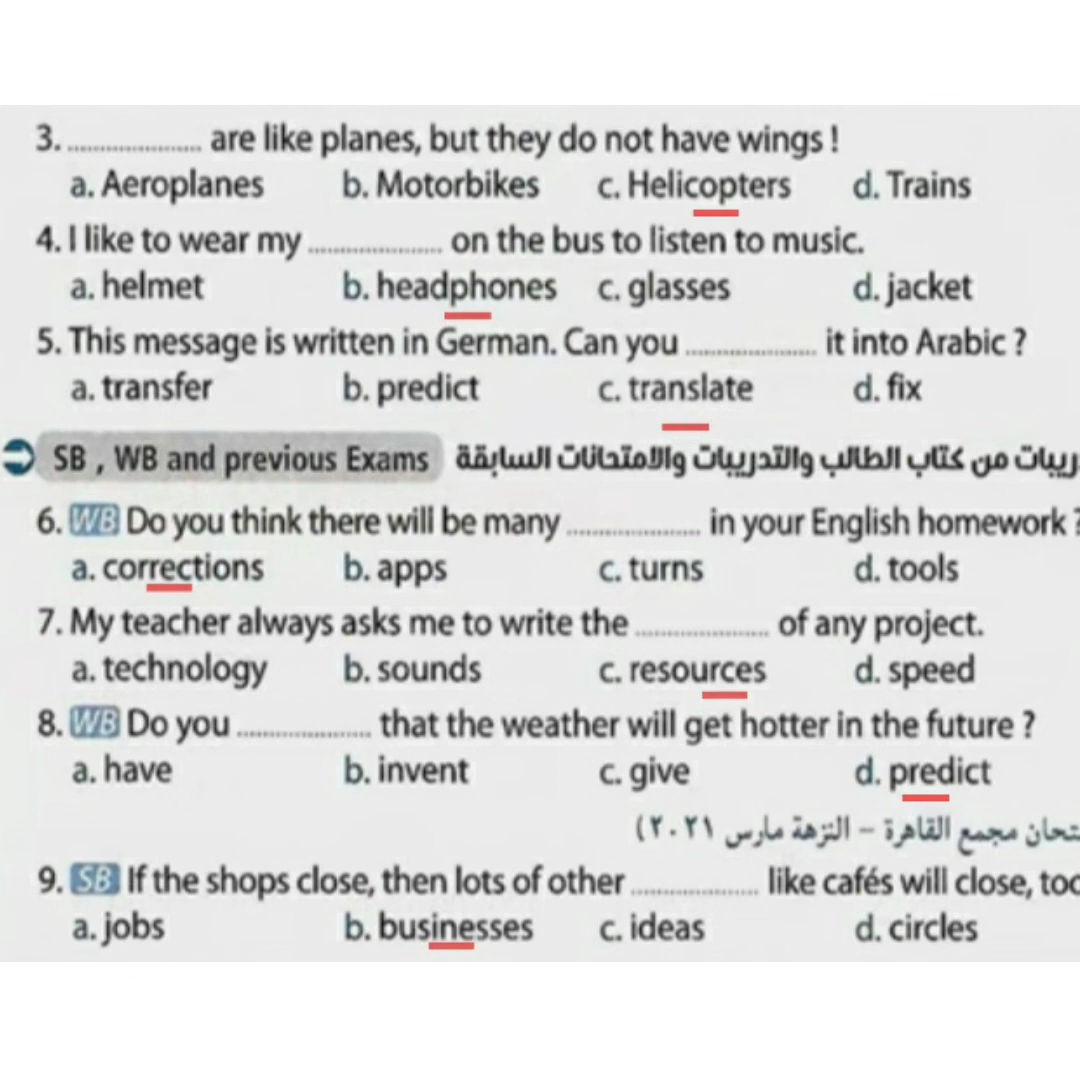 3. .................... are like planes, but they do not have wings !
a. Aeroplanes b. Motorbikes c. Helicopters d. Trains
4. I like to wear my .................... on the bus to listen to music.
a. helmet b. headphones c. glasses d. jacket
5. This message is written in German. Can you .................... it into Arabic ?
a. transfer b. predict c. translate d. fix
SB , WB and previous Exams ريبات من كتاب الطالب والتدريبات والامتحانات السابقة
6. WB Do you think there will be many .................... in your English homework ?
a. corrections b. apps c. turns d. tools
7. My teacher always asks me to write the .................... of any project.
a. technology b. sounds c. resources d. speed
8. WB Do you .................... that the weather will get hotter in the future ?
a. have b. invent c. give d. predict
تحان مجمع القاهرة – النزهة مارس ٢٠٢١)
9. SB If the shops close, then lots of other .................... like cafés will close, too
a. jobs b. businesses c. ideas d. circles